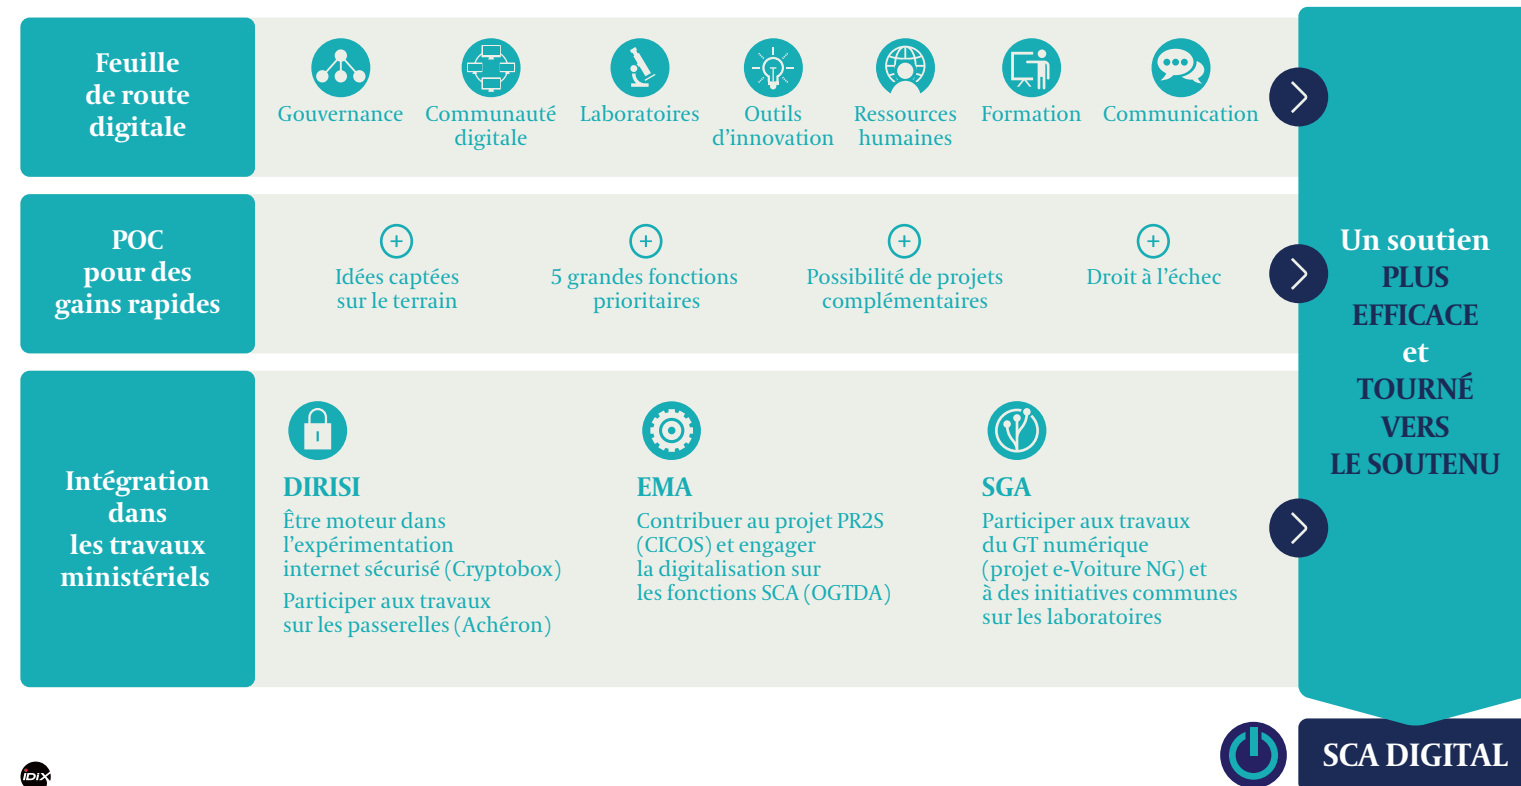 Feuille
de route
digitale
Gouvernance
Communauté
digitale
Laboratoires
Outils
d'innovation
Ressources
humaines
Formation
Communication
POC
pour des
gains rapides
Idées captées
sur le terrain
5 grandes fonctions
prioritaires
Possibilité de projets
complémentaires
Droit à l'échec
Intégration
dans
les travaux
ministériels
DIRISI
Être moteur dans
l'expérimentation
internet sécurisé (Cryptobox)
Participer aux travaux
sur les passerelles (Achéron)
EMA
Contribuer au projet PR2S
(CICOS) et engager
la digitalisation sur
les fonctions SCA (OGTDA)
SGA
Participer aux travaux
du GT numérique
(projet e-Voiture NG) et
à des initiatives communes
sur les laboratoires
Un soutien
PLUS
EFFICACE
et
TOURNÉ
VERS
LE SOUTENU
SCA DIGITAL
iDiX